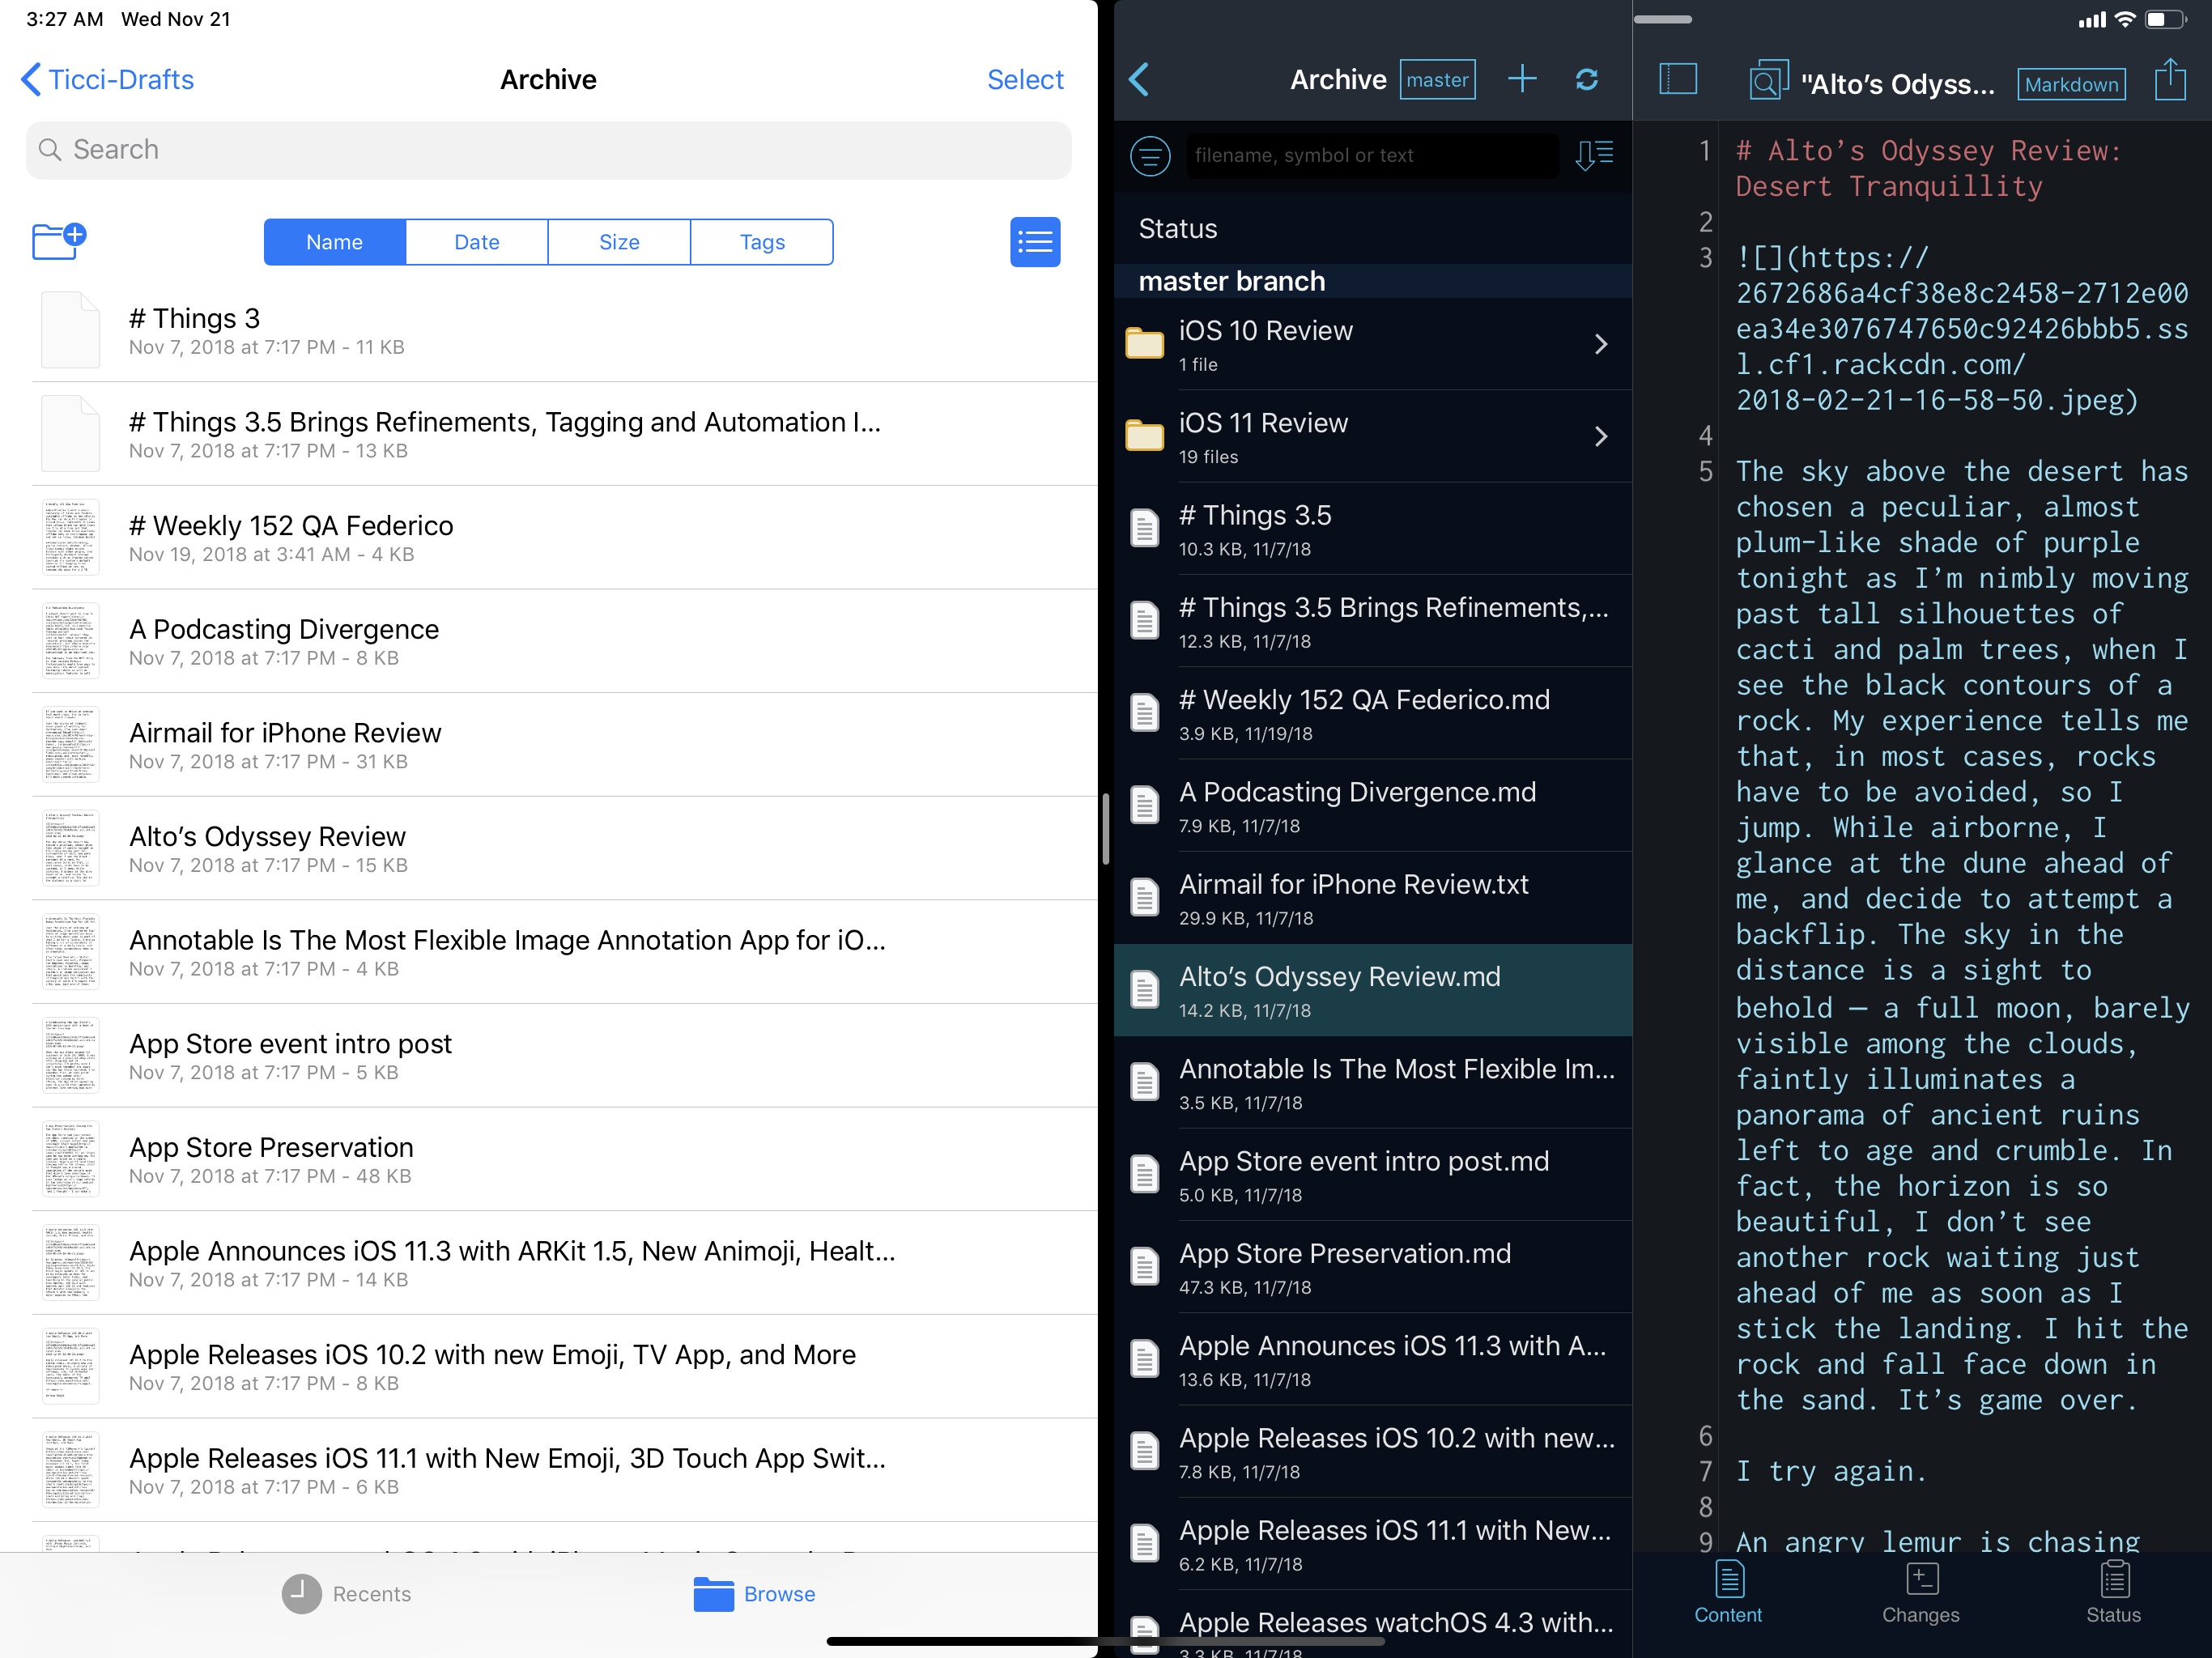 3:27 AM Wed Nov 21
Ticci-Drafts
Archive
Select
Search
Name
Date
Size
Tags
# Things 3
Nov 7, 2018 at 7:17 PM - 11 KB
# Things 3.5 Brings Refinements, Tagging and Automation I...
Nov 7, 2018 at 7:17 PM - 13 KB
# Weekly 152 QA Federico
Nov 19, 2018 at 3:41 AM - 4 KB
A Podcasting Divergence
Nov 7, 2018 at 7:17 PM - 8 KB
Airmail for iPhone Review
Nov 7, 2018 at 7:17 PM - 31 KB
Alto’s Odyssey Review
Nov 7, 2018 at 7:17 PM - 15 KB
Annotable Is The Most Flexible Image Annotation App for iO...
Nov 7, 2018 at 7:17 PM - 4 KB
App Store event intro post
Nov 7, 2018 at 7:17 PM - 5 KB
App Store Preservation
Nov 7, 2018 at 7:17 PM - 48 KB
Apple Announces iOS 11.3 with ARKit 1.5, New Animoji, Healt...
Nov 7, 2018 at 7:17 PM - 14 KB
Apple Releases iOS 10.2 with new Emoji, TV App, and More
Nov 7, 2018 at 7:17 PM - 8 KB
Apple Releases iOS 11.1 with New Emoji, 3D Touch App Swit...
Nov 7, 2018 at 7:17 PM - 6 KB
Recents
Browse
Archive
master
filename, symbol or text
Status
master branch
iOS 10 Review
1 file
iOS 11 Review
19 files
# Things 3.5
10.3 KB, 11/7/18
# Things 3.5 Brings Refinements,...
12.3 KB, 11/7/18
# Weekly 152 QA Federico.md
3.9 KB, 11/19/18
A Podcasting Divergence.md
7.9 KB, 11/7/18
Airmail for iPhone Review.txt
29.9 KB, 11/7/18
Alto’s Odyssey Review.md
14.2 KB, 11/7/18
Annotable Is The Most Flexible Im...
3.5 KB, 11/7/18
App Store event intro post.md
5.0 KB, 11/7/18
App Store Preservation.md
47.3 KB, 11/7/18
Apple Announces iOS 11.3 with A...
13.6 KB, 11/7/18
Apple Releases iOS 10.2 with new...
7.8 KB, 11/7/18
Apple Releases iOS 11.1 with New...
6.2 KB, 11/7/18
Apple Releases watchOS 4.3 with...
3.3 KB, 11/7/18
"Alto’s Odyss...
Markdown
1 # Alto’s Odyssey Review:
Desert Tranquillity
2
3 ![](https://
2672686a4cf38e8c2458-2712e00
ea34e3076747650c92426bbb5.ss
l.cf1.rackcdn.com/
2018-02-21-16-58-50.jpeg)
4
5 The sky above the desert has
chosen a peculiar, almost
plum-like shade of purple
tonight as I’m nimbly moving
past tall silhouettes of
cacti and palm trees, when I
see the black contours of a
rock. My experience tells me
that, in most cases, rocks
have to be avoided, so I
jump. While airborne, I
glance at the dune ahead of
me, and decide to attempt a
backflip. The sky in the
distance is a sight to
behold – a full moon, barely
visible among the clouds,
faintly illuminates a
panorama of ancient ruins
left to age and crumble. In
fact, the horizon is so
beautiful, I don’t see
another rock waiting just
ahead of me as soon as I
stick the landing. I hit the
rock and fall face down in
the sand. It’s game over.
6
7 I try again.
8
9 An angry lemur is chasing
Content
Changes
Status